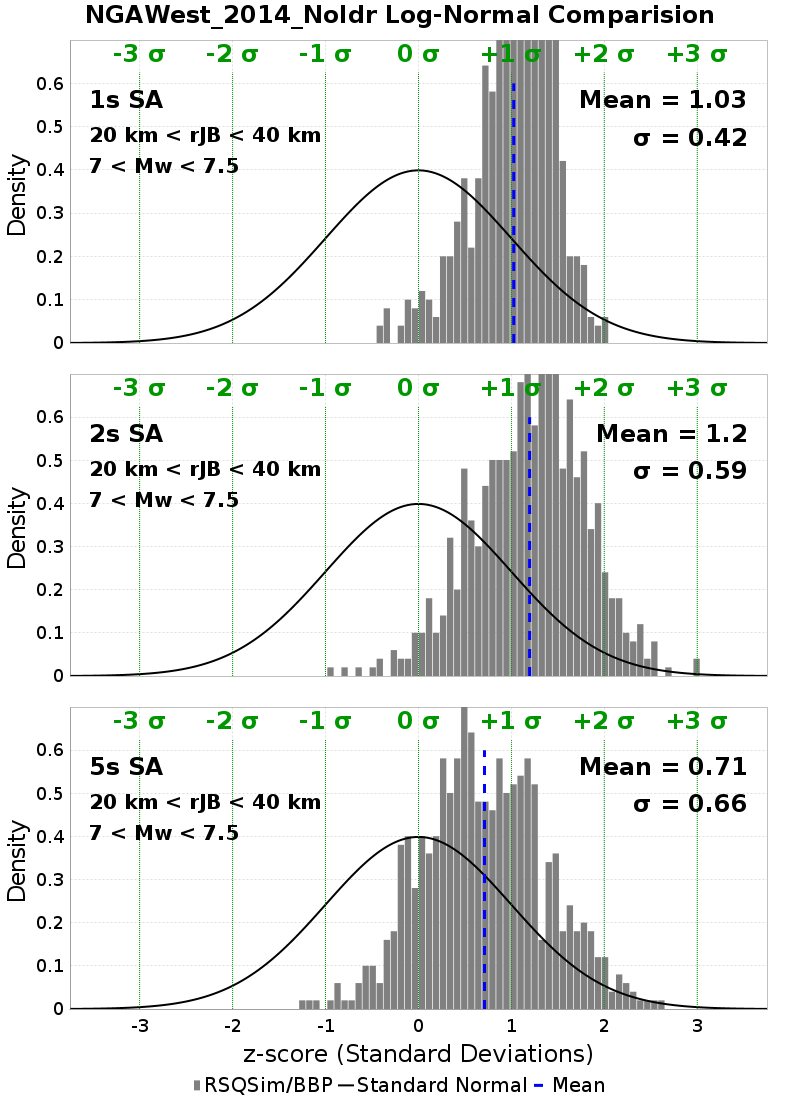 NGAWest_2014_NoIdr Log-Normal Comparision
-3 σ -2 σ -1 σ 0 σ +1 σ +2 σ +3 σ
0.6
1s SA Mean = 1.03
0.5
20 km < rJB < 40 km σ = 0.42
7 < Mw < 7.5
0.4
Density
0.3
0.2
0.1
0
-3 σ -2 σ -1 σ 0 σ +1 σ +2 σ +3 σ
0.6
2s SA Mean = 1.2
0.5
20 km < rJB < 40 km σ = 0.59
7 < Mw < 7.5
0.4
Density
0.3
0.2
0.1
0
-3 σ -2 σ -1 σ 0 σ +1 σ +2 σ +3 σ
0.6
5s SA Mean = 0.71
0.5
20 km < rJB < 40 km σ = 0.66
7 < Mw < 7.5
0.4
Density
0.3
0.2
0.1
0
-3 -2 -1 0 1 2 3
z-score (Standard Deviations)
RSQSim/BBP Standard Normal Mean